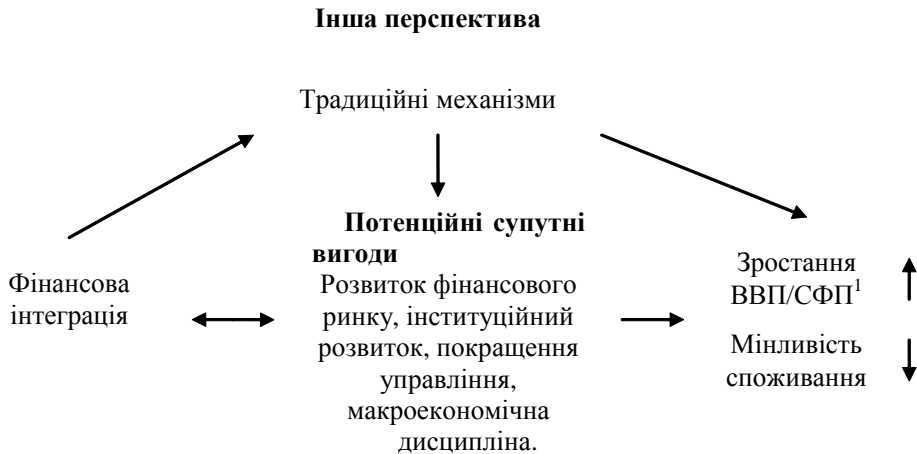 Інша перспектива
Традиційні механізми
Потенційні супутні
вигоди
Фінансова
інтеграція
Розвиток фінансового
ринку, інституційний
розвиток, покращення
управління,
макроекономічна
дисципліна.
Зростання
ВВП/СФП¹
Мінливість
споживання